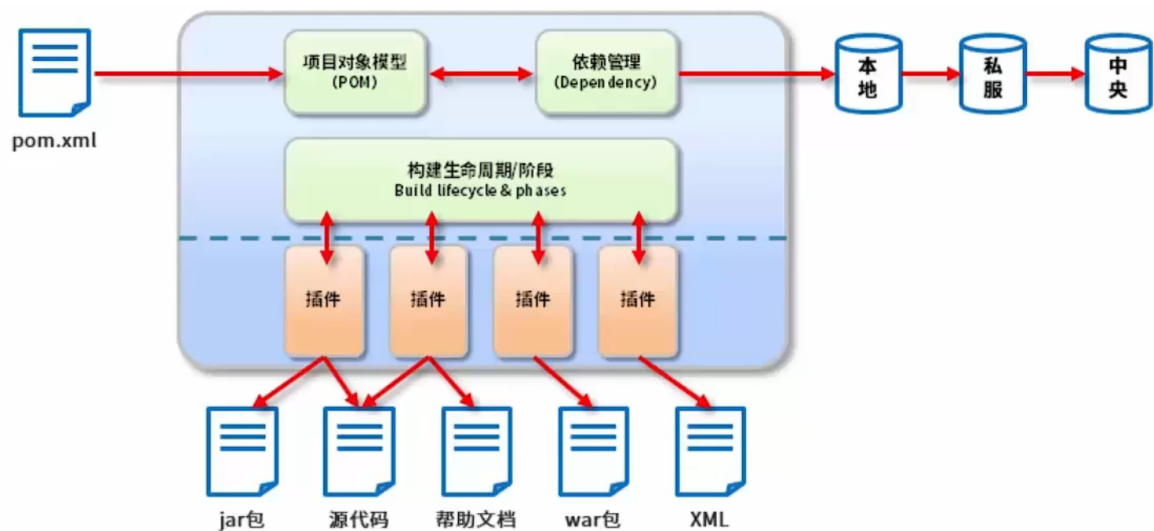 项目对象模型
(POM)
依赖管理
(Dependency)
本
地
私
服
中
央
pom.xml
构建生命周期/阶段
Build lifecycle & phases
插件
插件
插件
插件
jar包
源代码
帮助文档
war包
XML